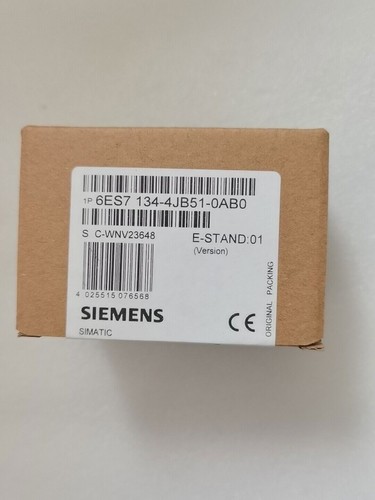 1P 6ES7 134-4JB51-0AB0
S C-WNV23648
E-STAND:01
(Version)
4 025515 076568
SIEMENS
SIMATIC
ORIGINAL PACKING
CE